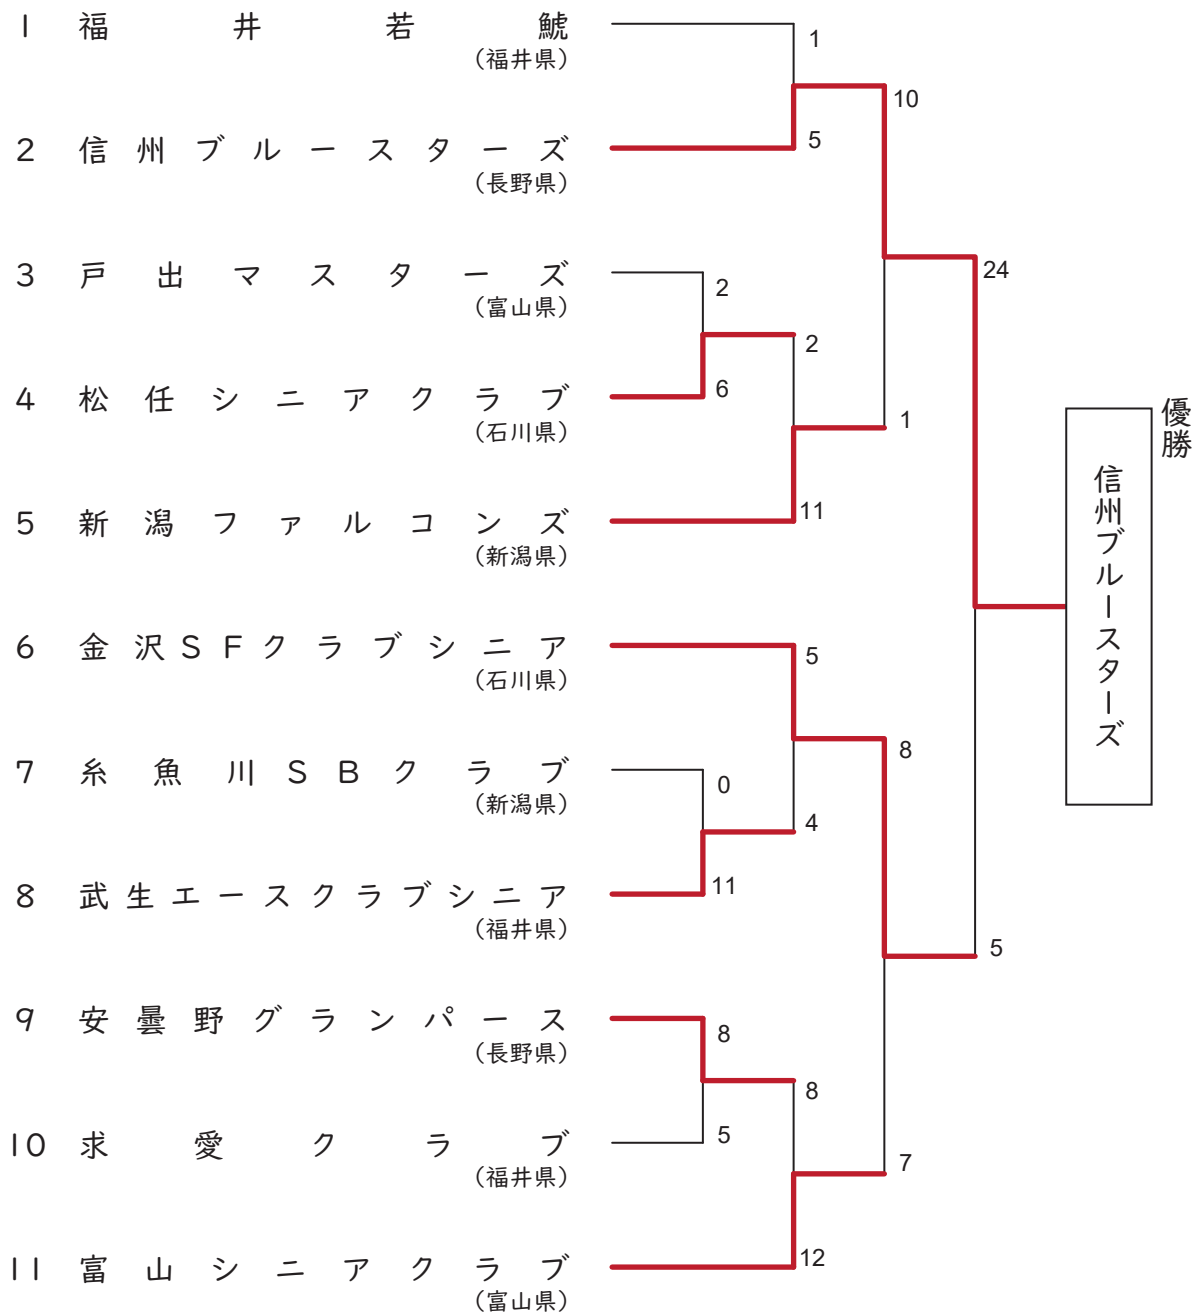 1 福井若鯱
(福井県)
1
10
2 信州ブルースターズ
5
(長野県)
3 戸出マスターズ
24
2
(富山県)
2
4 松任シニアクラブ
6
(石川県)
1
優勝
信州ブルースターズ
5 新潟ファルコンズ
11
(新潟県)
6 金沢SFクラブシニア
5
(石川県)
8
7 糸魚川SBクラブ
0
(新潟県)
4
8 武生エースクラブシニア
11
(福井県)
5
9 安曇野グランパース
8
(長野県)
8
10 求愛クラブ
5
(福井県)
7
11 富山シニアクラブ
12
(富山県)